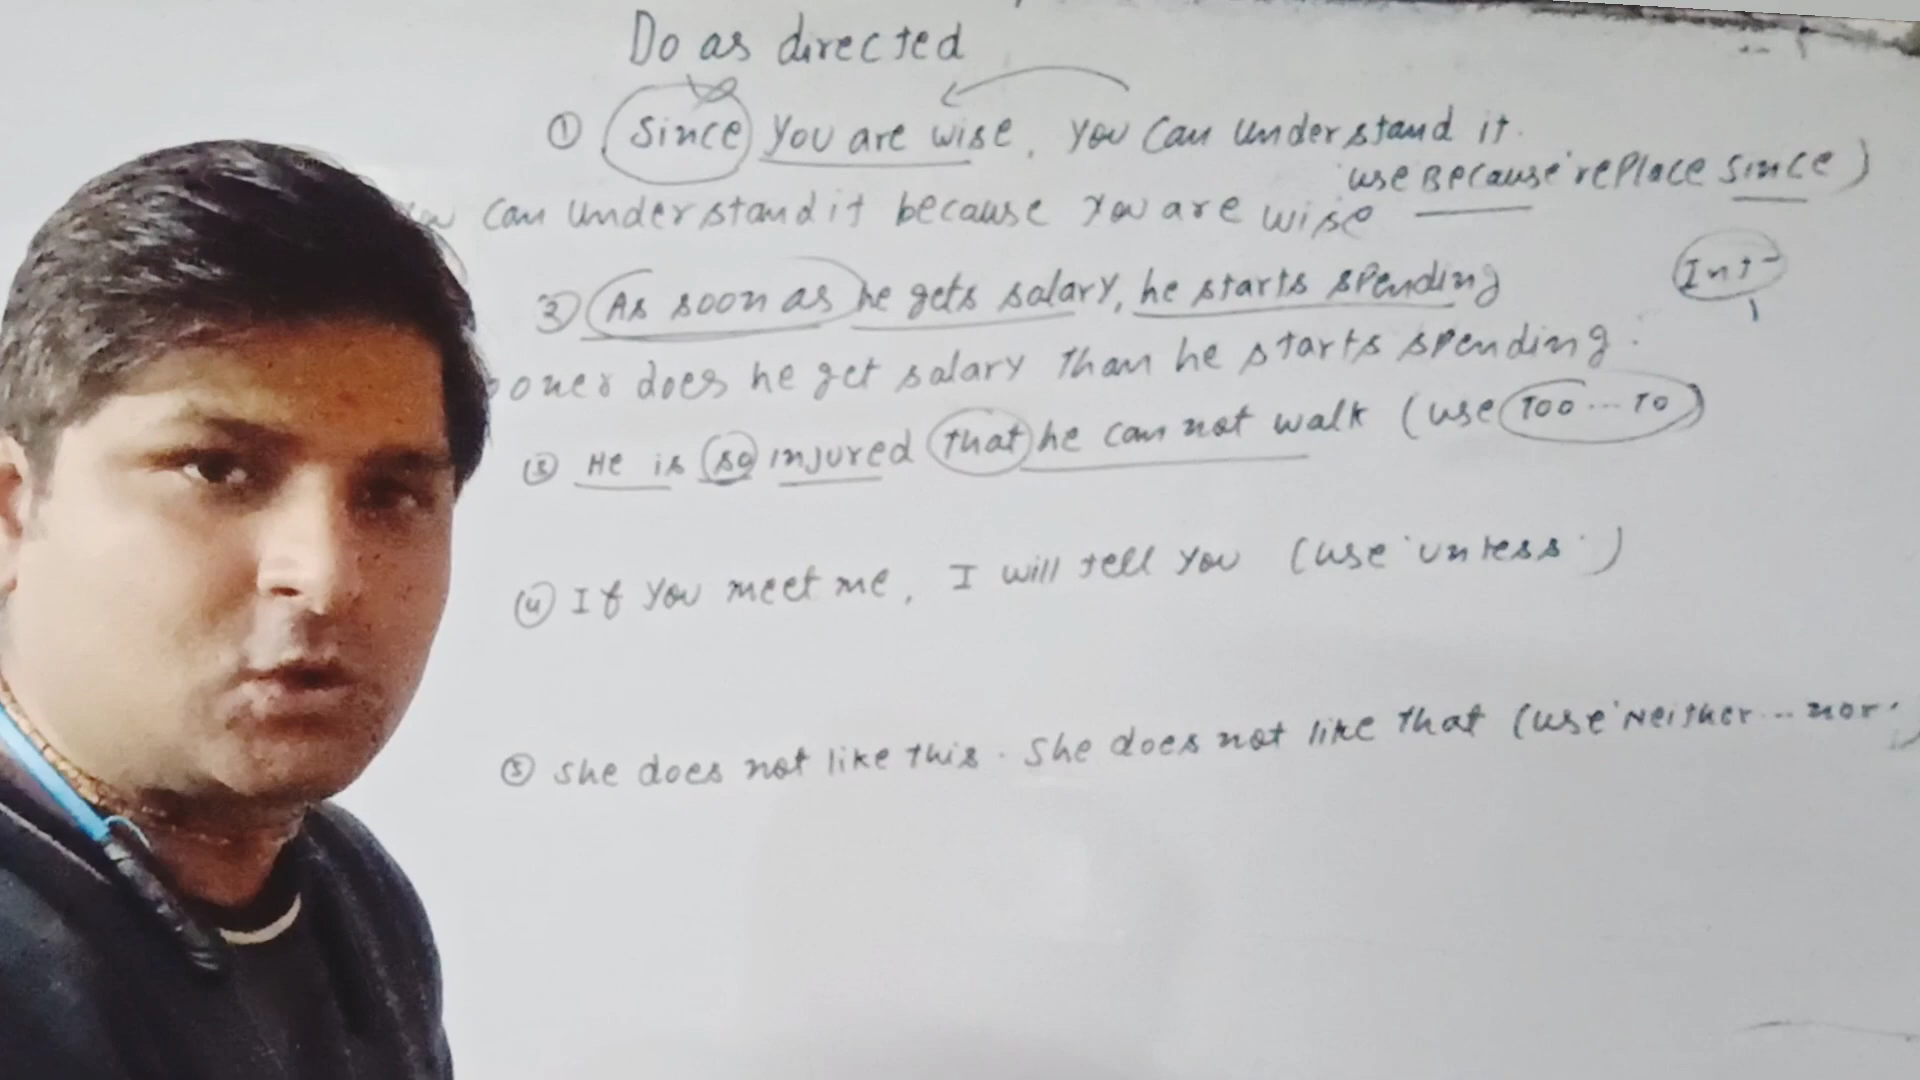 Do as directed
① Since you are wise, you can understand it.
use Because replace since)
can understand it because you are wise
② As soon as he gets salary, he starts spending
Int
ooner does he get salary than he starts spending.
③ He is so injured that he can not walk (use Too...To)
④ If you meet me, I will tell you (use 'unless')
⑤ she does not like this. She does not like that (use 'Neither...nor'